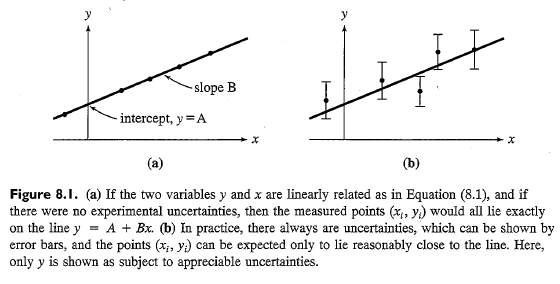 y
slope B
intercept, y = A
x
(a)
y
x
(b)
Figure 8.1. (a) If the two variables y and x are linearly related as in Equation (8.1), and if
there were no experimental uncertainties, then the measured points (xᵢ, yᵢ) would all lie exactly
on the line y = A + Bx. (b) In practice, there always are uncertainties, which can be shown by
error bars, and the points (xᵢ, yᵢ) can be expected only to lie reasonably close to the line. Here,
only y is shown as subject to appreciable uncertainties.